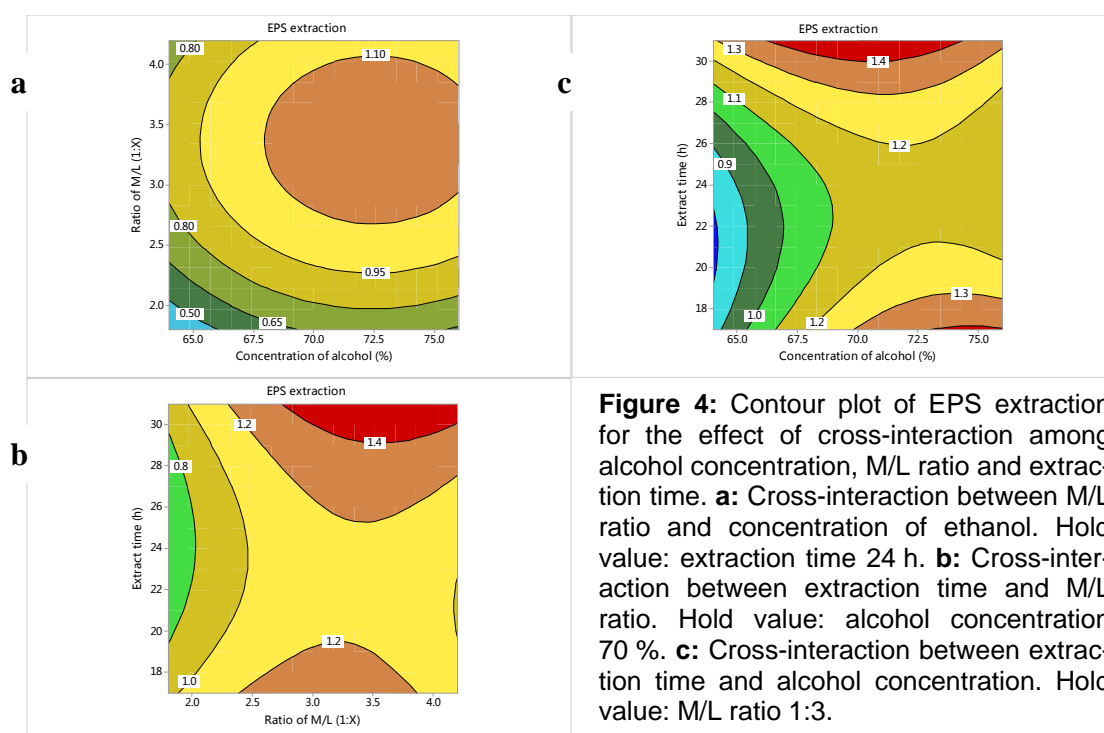 a
EPS extraction
0.80
1.10
0.80
0.95
0.50
0.65
4.0
3.5
3.0
2.5
2.0
Ratio of M/L (1:X)
65.0 67.5 70.0 72.5 75.0
Concentration of alcohol (%)
c
EPS extraction
1.3
1.4
1.1
1.2
0.9
1.3
1.0
1.2
30
28
26
24
22
20
18
Extract time (h)
65.0 67.5 70.0 72.5 75.0
Concentration of alcohol (%)
b
EPS extraction
1.2
1.4
0.8
1.2
1.0
30
28
26
24
22
20
18
Extract time (h)
2.0 2.5 3.0 3.5 4.0
Ratio of M/L (1:X)
Figure 4: Contour plot of EPS extraction
for the effect of cross-interaction among
alcohol concentration, M/L ratio and extrac-
tion time. a: Cross-interaction between M/L
ratio and concentration of ethanol. Hold
value: extraction time 24 h. b: Cross-inter-
action between extraction time and M/L
ratio. Hold value: alcohol concentration
70 %. c: Cross-interaction between extrac-
tion time and alcohol concentration. Hold
value: M/L ratio 1:3.